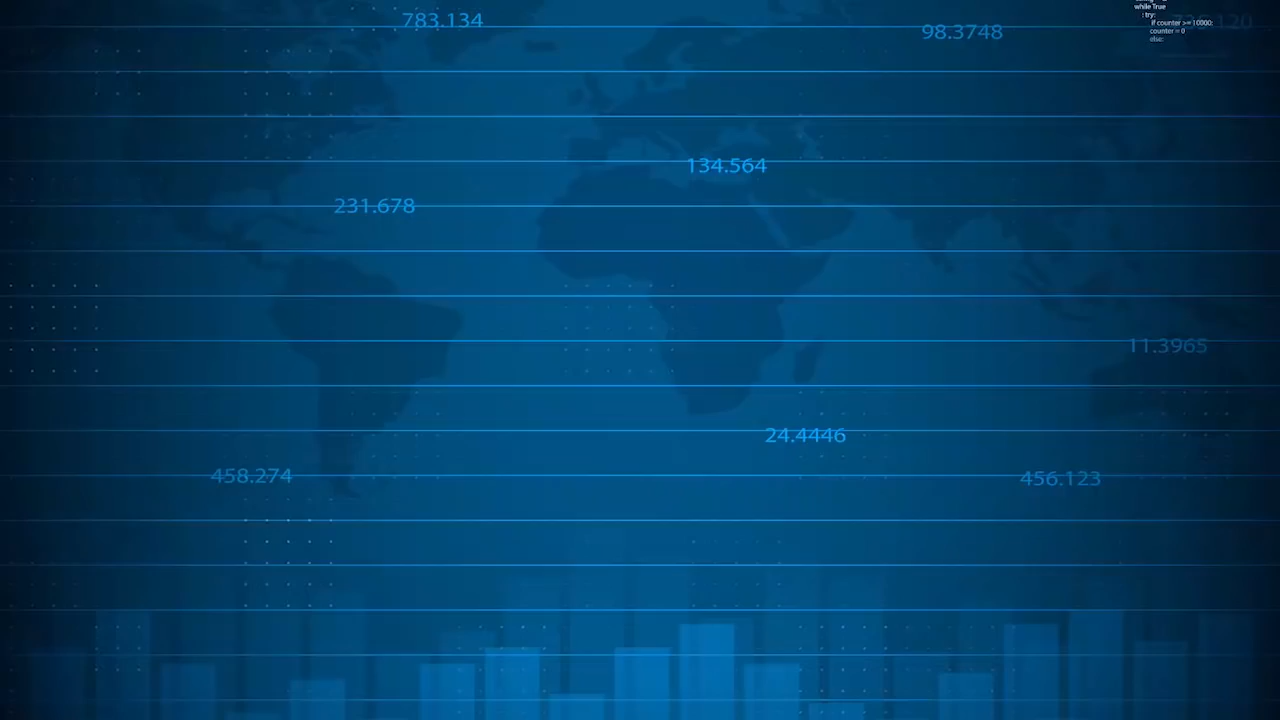 while True
: try:
if counter >= 10000:
counter = 0
else:
783.134
98.3748
134.564
231.678
11.3965
24.4446
458.274
456.123